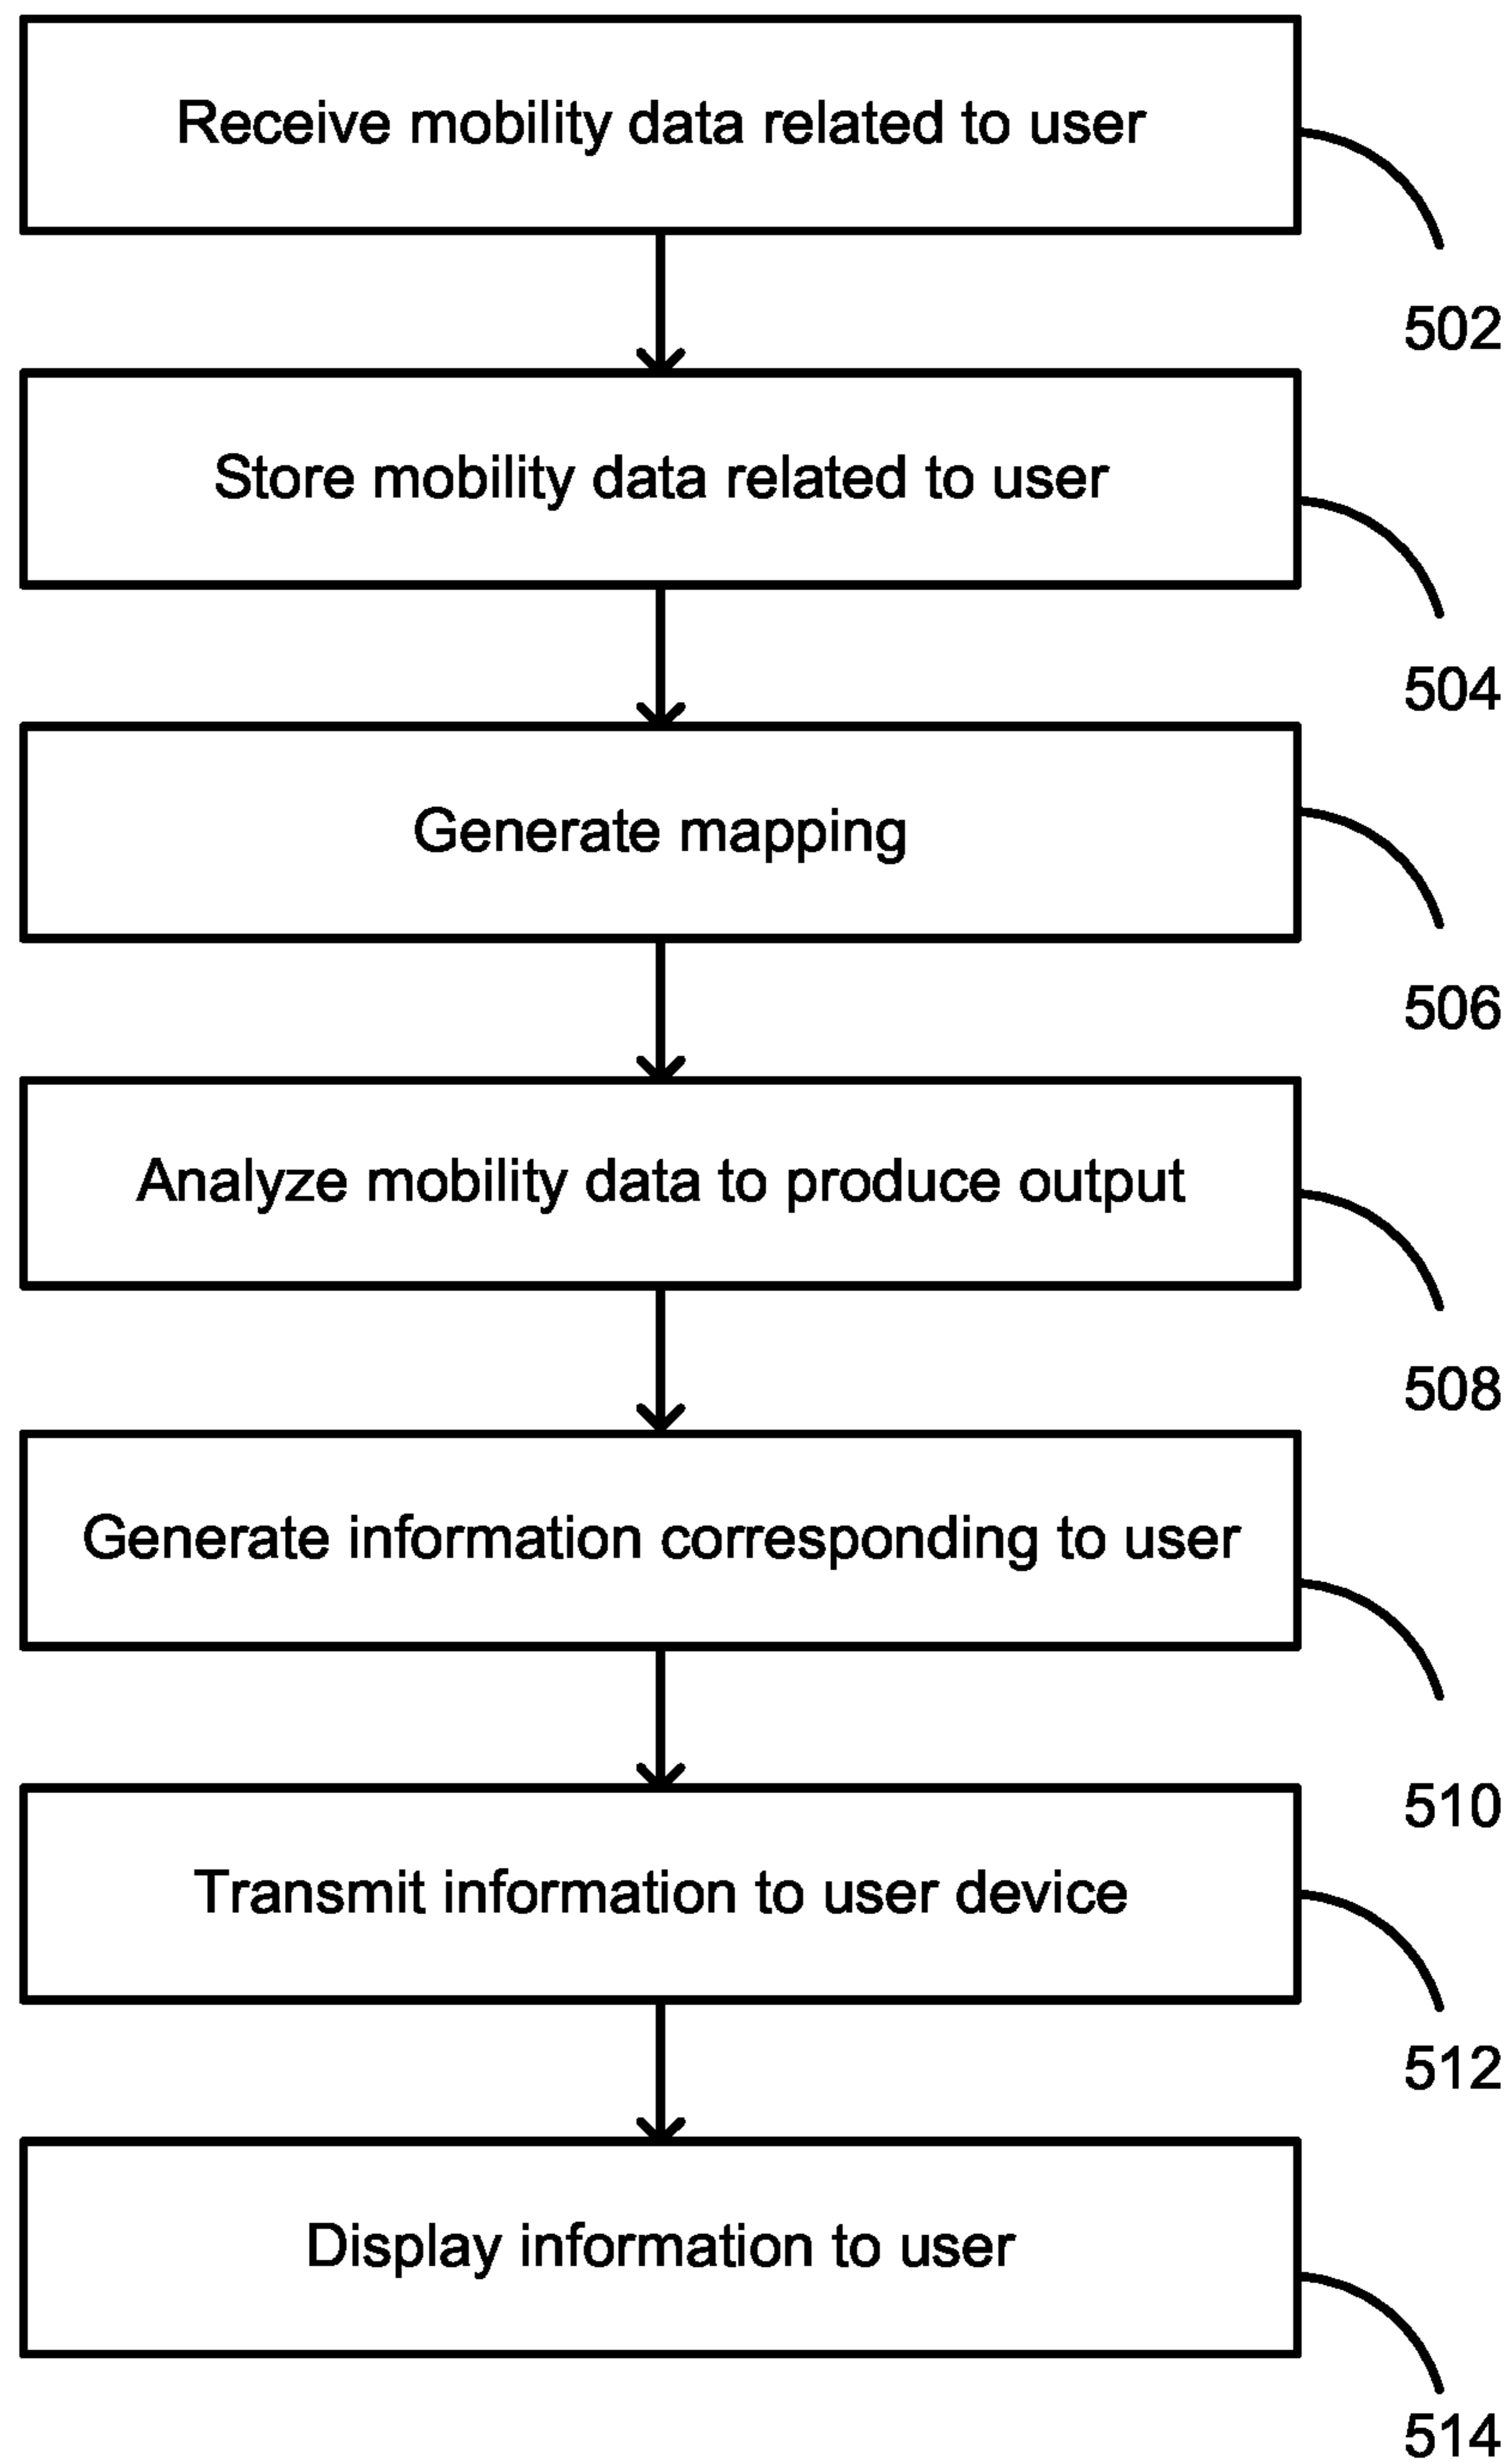 Receive mobility data related to user
502
Store mobility data related to user
504
Generate mapping
506
Analyze mobility data to produce output
508
Generate information corresponding to user
510
Transmit information to user device
512
Display information to user
514